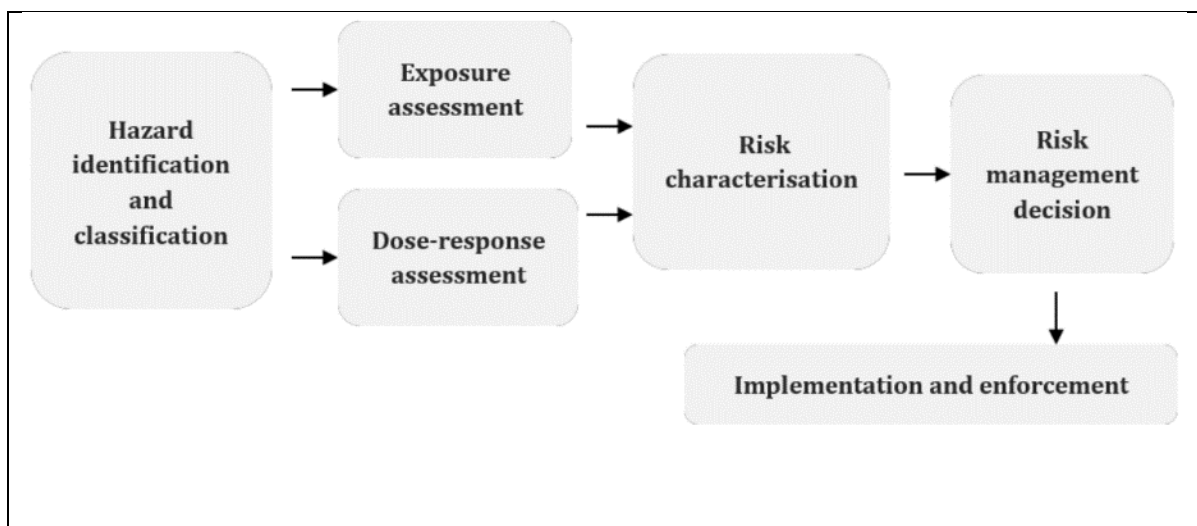 Hazard
identification
and
classification
Exposure
assessment
Dose-response
assessment
Risk
characterisation
Risk
management
decision
Implementation and enforcement